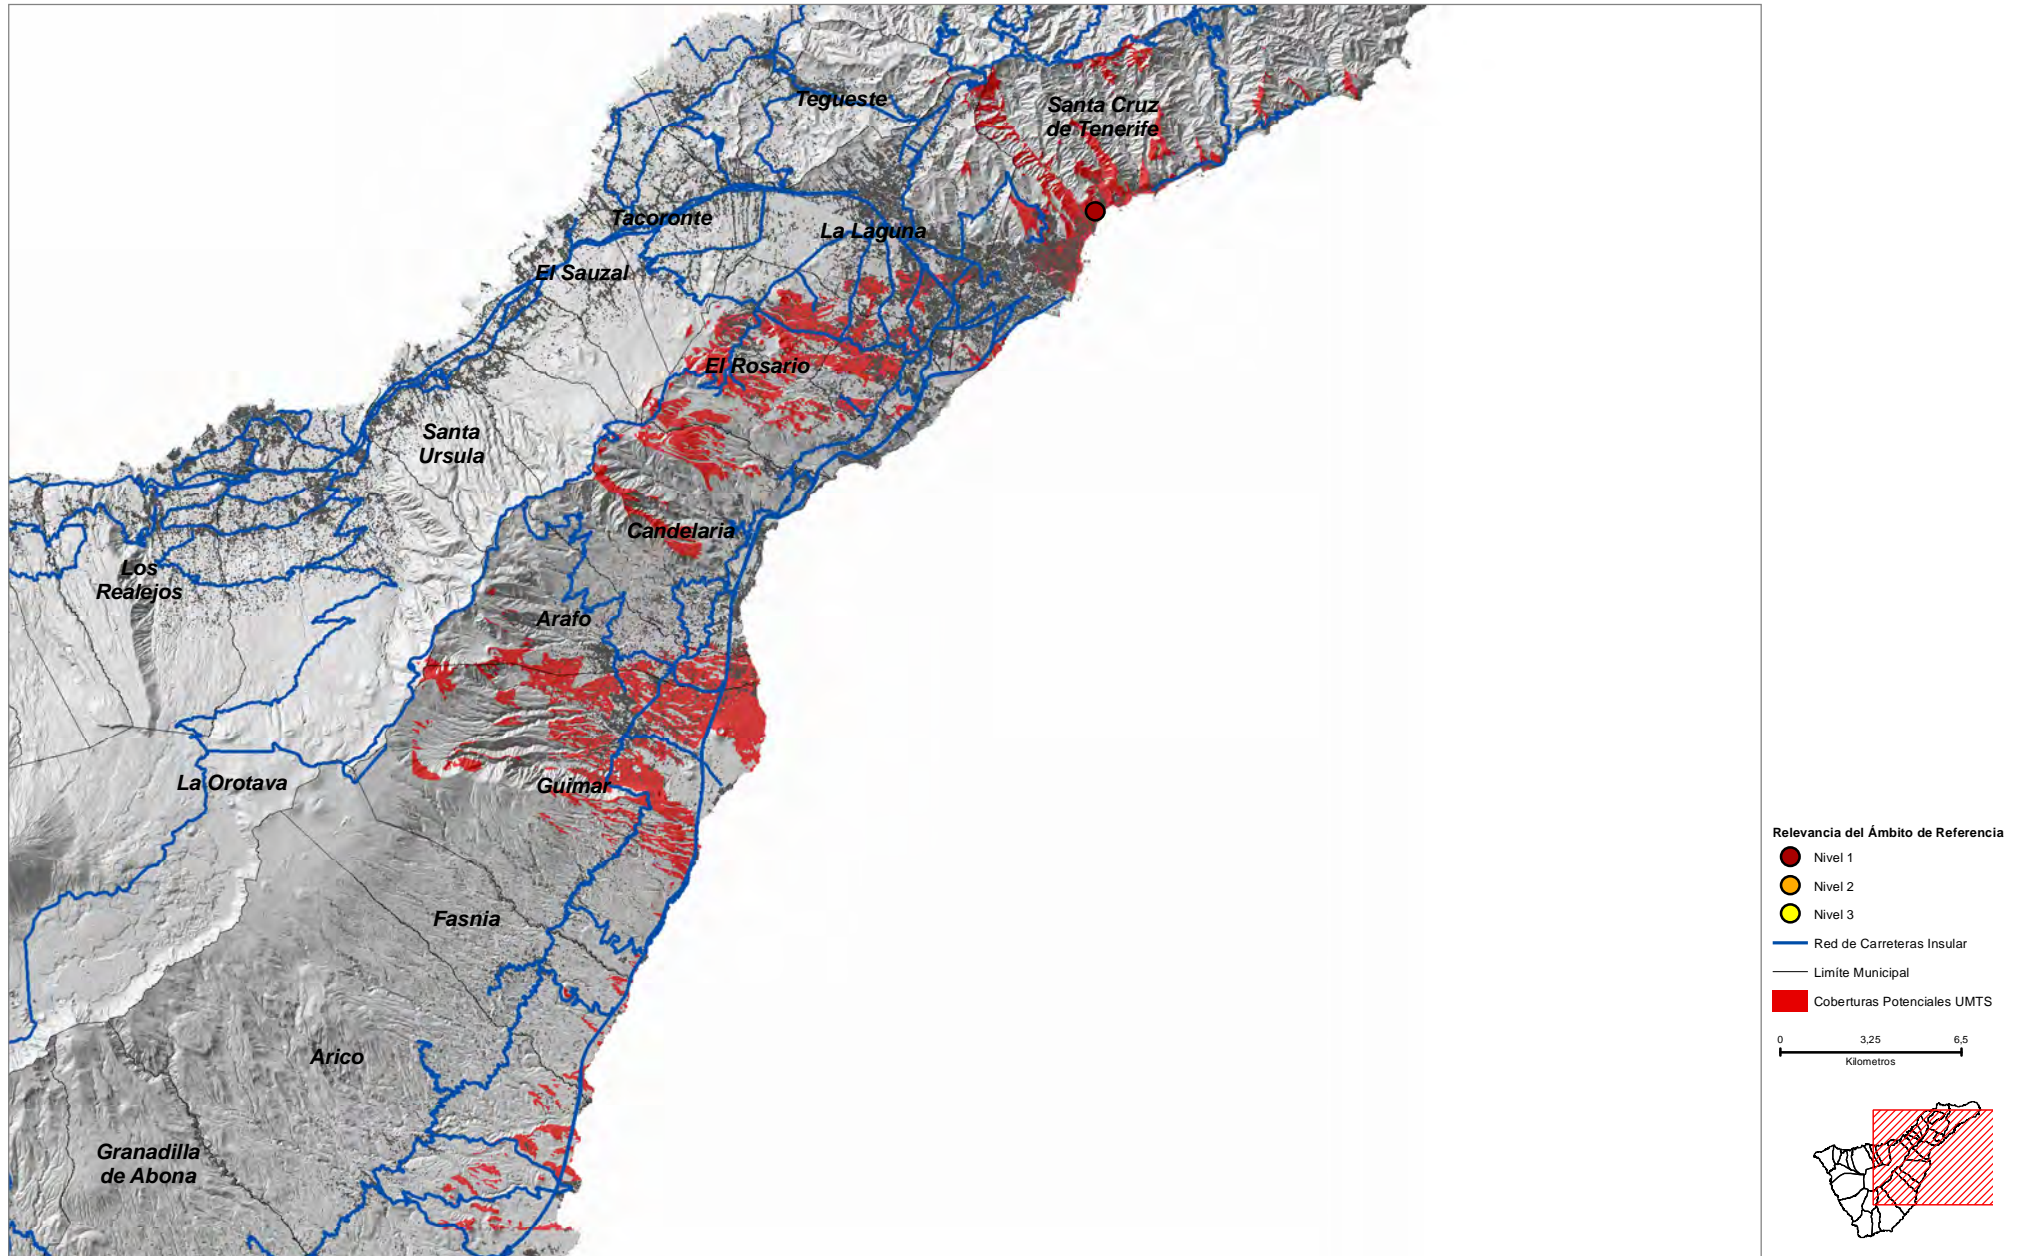 Tegueste
Santa Cruz
de Tenerife
Tacoronte
La Laguna
El Sauzal
El Rosario
Santa
Ursula
Candelaria
Los
Realejos
Arafo
La Orotava
Guimar
Fasnia
Arico
Granadilla
de Abona
Relevancia del Ámbito de Referencia
Nivel 1
Nivel 2
Nivel 3
Red de Carreteras Insular
Limíte Municipal
Coberturas Potenciales UMTS
0 3,25 6,5
Kilometros